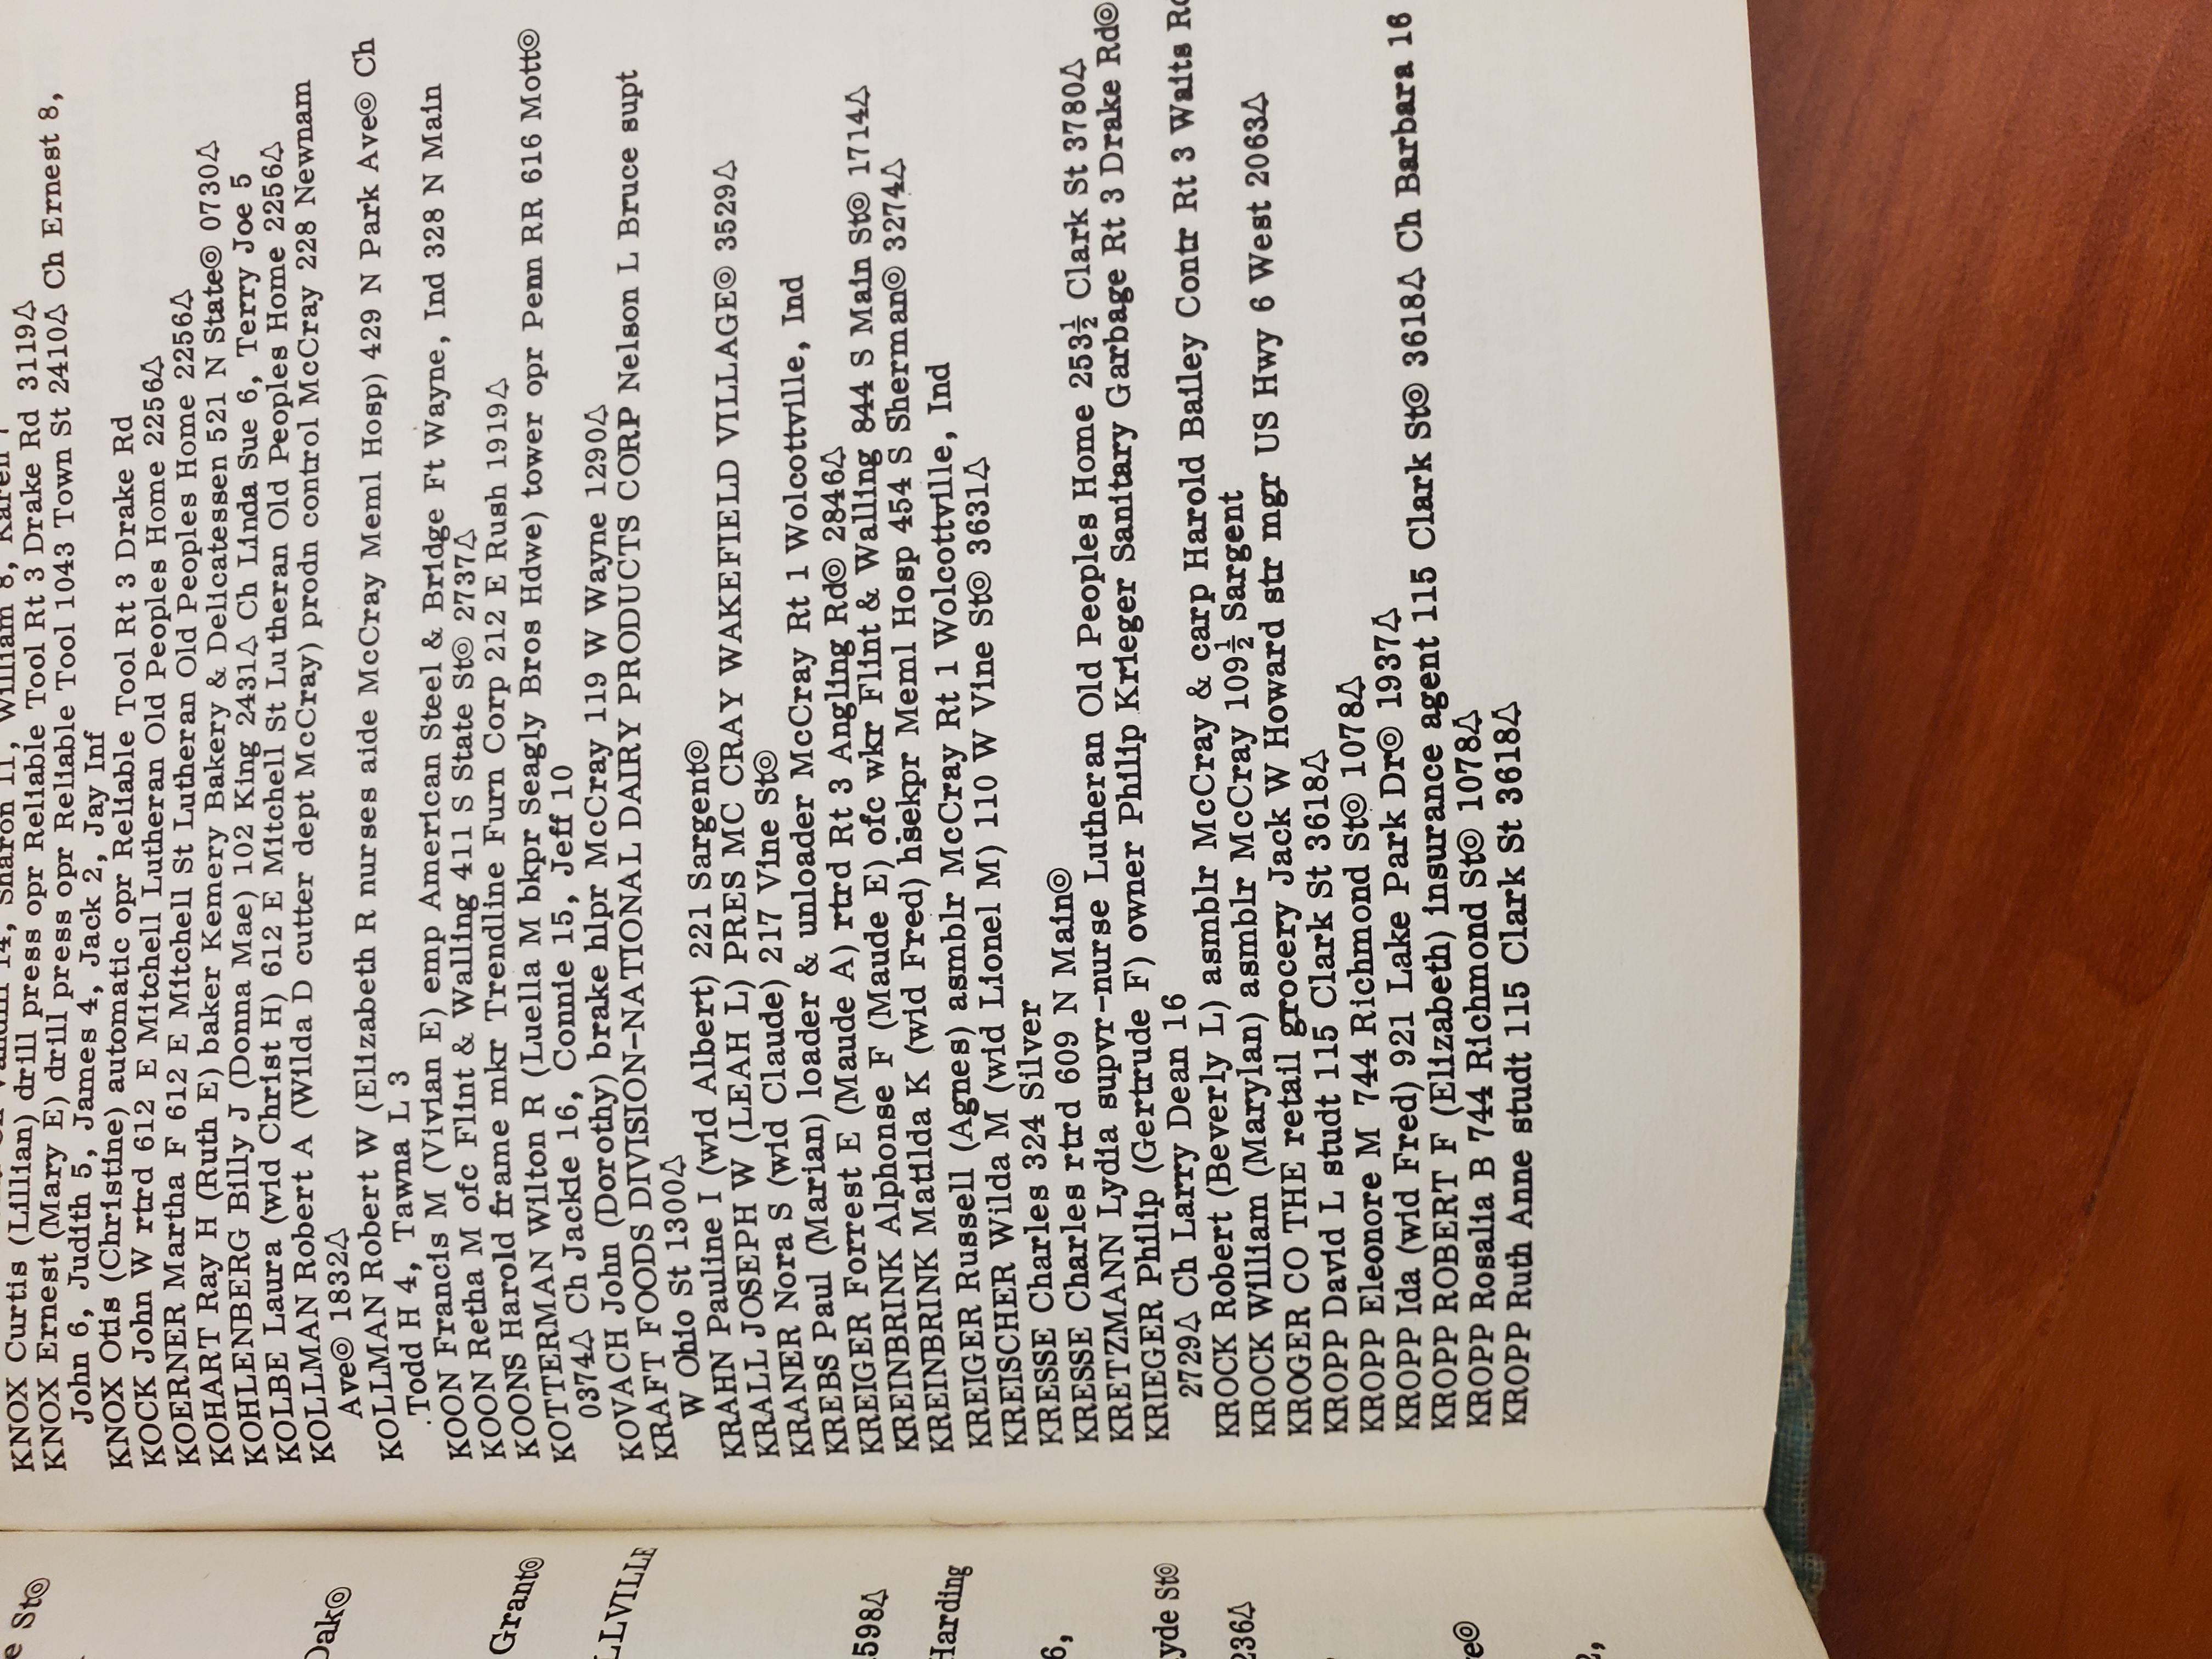 William 8, Karen 7
KNOX Curtis (Lillian) drill press opr Reliable Tool Rt 3 Drake Rd 3119△
KNOX Ernest (Mary E) drill press opr Reliable Tool 1043 Town St 2410△ Ch Ernest 8,
John 6, Judith 5, James 4, Jack 2, Jay Inf
KNOX Otis (Christine) automatic opr Reliable Tool Rt 3 Drake Rd
KOCK John W rtrd 612 E Mitchell Lutheran Old Peoples Home 2256△
KOERNER Martha F 612 E Mitchell St Lutheran Old Peoples Home 2256△
KOHART Ray H (Ruth E) baker Kemery Bakery & Delicatessen 521 N State◎ 0730△
KOHLENBERG Billy J (Donna Mae) 102 King 2431△ Ch Linda Sue 6, Terry Joe 5
KOLBE Laura (wid Christ H) 612 E Mitchell St Lutheran Old Peoples Home 2256△
KOLLMAN Robert A (Wilda D cutter dept McCray) prodn control McCray 228 Newnam
Ave◎ 1832△
KOLLMAN Robert W (Elizabeth R nurses aide McCray Meml Hosp) 429 N Park Ave◎ Ch
Todd H 4, Tawna L 3
KOON Francis M (Vivian E) emp American Steel & Bridge Ft Wayne, Ind 328 N Main
KOON Retha M ofc Flint & Walling 411 S State St◎ 2737△
KOONS Harold frame mkr Trendline Furn Corp 212 E Rush 1919△
KOTTERMAN Wilton R (Luella M bkpr Seagly Bros Hdwe) tower opr Penn RR 616 Mott◎
0374△ Ch Jackie 16, Connie 15, Jeff 10
KOVACH John (Dorothy) brake hlpr McCray 119 W Wayne 1290△
KRAFT FOODS DIVISION-NATIONAL DAIRY PRODUCTS CORP Nelson L Bruce supt
W Ohio St 1300△
KRAHN Pauline I (wid Albert) 221 Sargent◎
KRALL JOSEPH W (LEAH L) PRES MC CRAY WAKEFIELD VILLAGE◎ 3529△
KRANER Nora S (wid Claude) 217 Vine St◎
KREBS Paul (Marian) loader & unloader McCray Rt 1 Wolcottville, Ind
KREIGER Forrest E (Maude A) rtrd Rt 3 Angling Rd◎ 2846△
KREINBRINK Alphonse F (Maude E) ofc wkr Flint & Walling 844 S Main St◎ 1714△
KREINBRINK Matilda K (wid Fred) hsekpr Meml Hosp 454 S Sherman◎ 3274△
KREIGER Russell (Agnes) asmblr McCray Rt 1 Wolcottville, Ind
KREISCHER Wilda M (wid Lionel M) 110 W Vine St◎ 3631△
KRESSE Charles 324 Silver
KRESSE Charles rtrd 609 N Main◎
KRETZMANN Lydia supvr-nurse Lutheran Old Peoples Home 253½ Clark St 3780△
KRIEGER Philip (Gertrude F) owner Philip Krieger Sanitary Garbage Rt 3 Drake Rd◎
2729△ Ch Larry Dean 16
KROCK Robert (Beverly L) asmblr McCray & carp Harold Bailey Contr Rt 3 Waits
KROCK William (Marylan) asmblr McCray 109½ Sargent
KROGER CO THE retail grocery Jack W Howard str mgr US Hwy 6 West 2063△
KROPP David L studt 115 Clark St 3618△
KROPP Eleonore M 744 Richmond St◎ 1078△
KROPP Ida (wid Fred) 921 Lake Park Dr◎ 1937△
KROPP ROBERT F (Elizabeth) insurance agent 115 Clark St◎ 3618△ Ch Barbara 16
KROPP Rosalia B 744 Richmond St◎ 1078△
KROPP Ruth Anne studt 115 Clark St 3618△
St◎
Oak◎
Grant◎
Harding
St◎